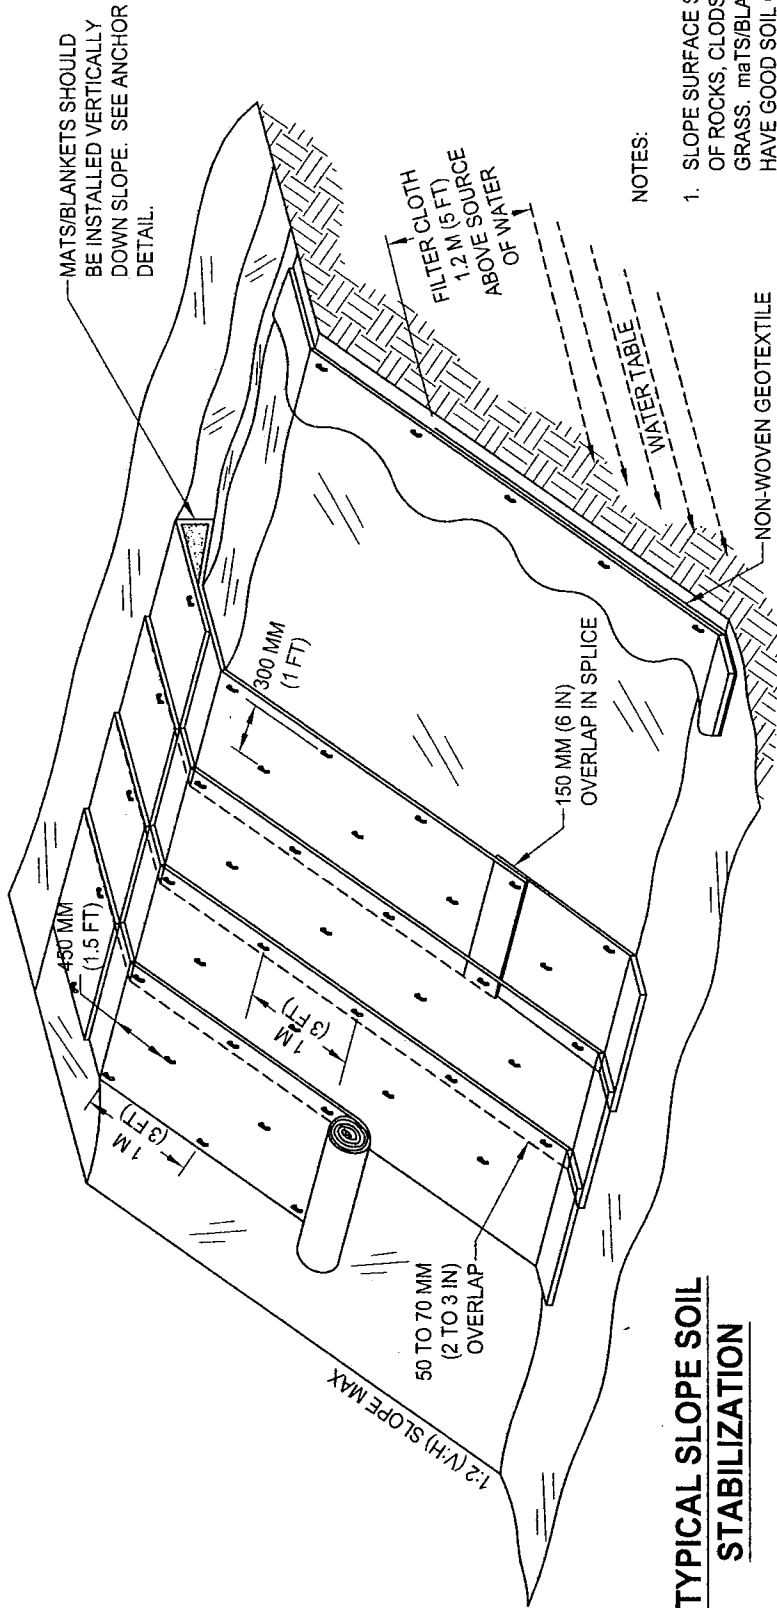 MATS/BLANKETS SHOULD
BE INSTALLED VERTICALLY
DOWN SLOPE. SEE ANCHOR
DETAIL.
450 MM
(1.5 FT)
1 M
(3 FT)
300 MM
(1 FT)
1 M
(3 FT)
FILTER CLOTH
1.2 M (5 FT)
ABOVE SOURCE
OF WATER
WATER TABLE
NON-WOVEN GEOTEXTILE
150 MM (6 IN)
OVERLAP IN SPLICE
50 TO 70 MM
(2 TO 3 IN)
OVERLAP
1:2 (V:H) SLOPE MAX
TYPICAL SLOPE SOIL
STABILIZATION
NOTES:
1. SLOPE SURFACE S
OF ROCKS, CLODS
GRASS. maTS/BLA
HAVE GOOD SOIL